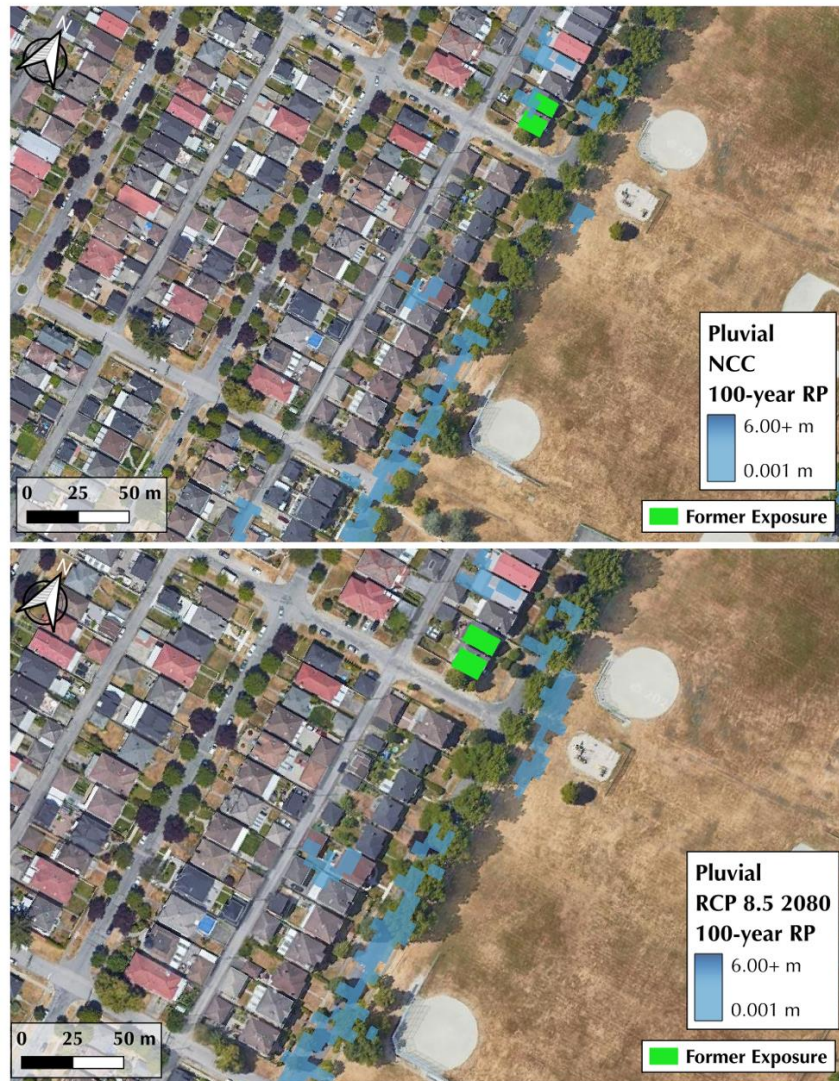 N
Pluvial
NCC
100-year RP
6.00+ m
0.001 m
0 25 50 m
Former Exposure
N
Pluvial
RCP 8.5 2080
100-year RP
6.00+ m
0.001 m
0 25 50 m
Former Exposure